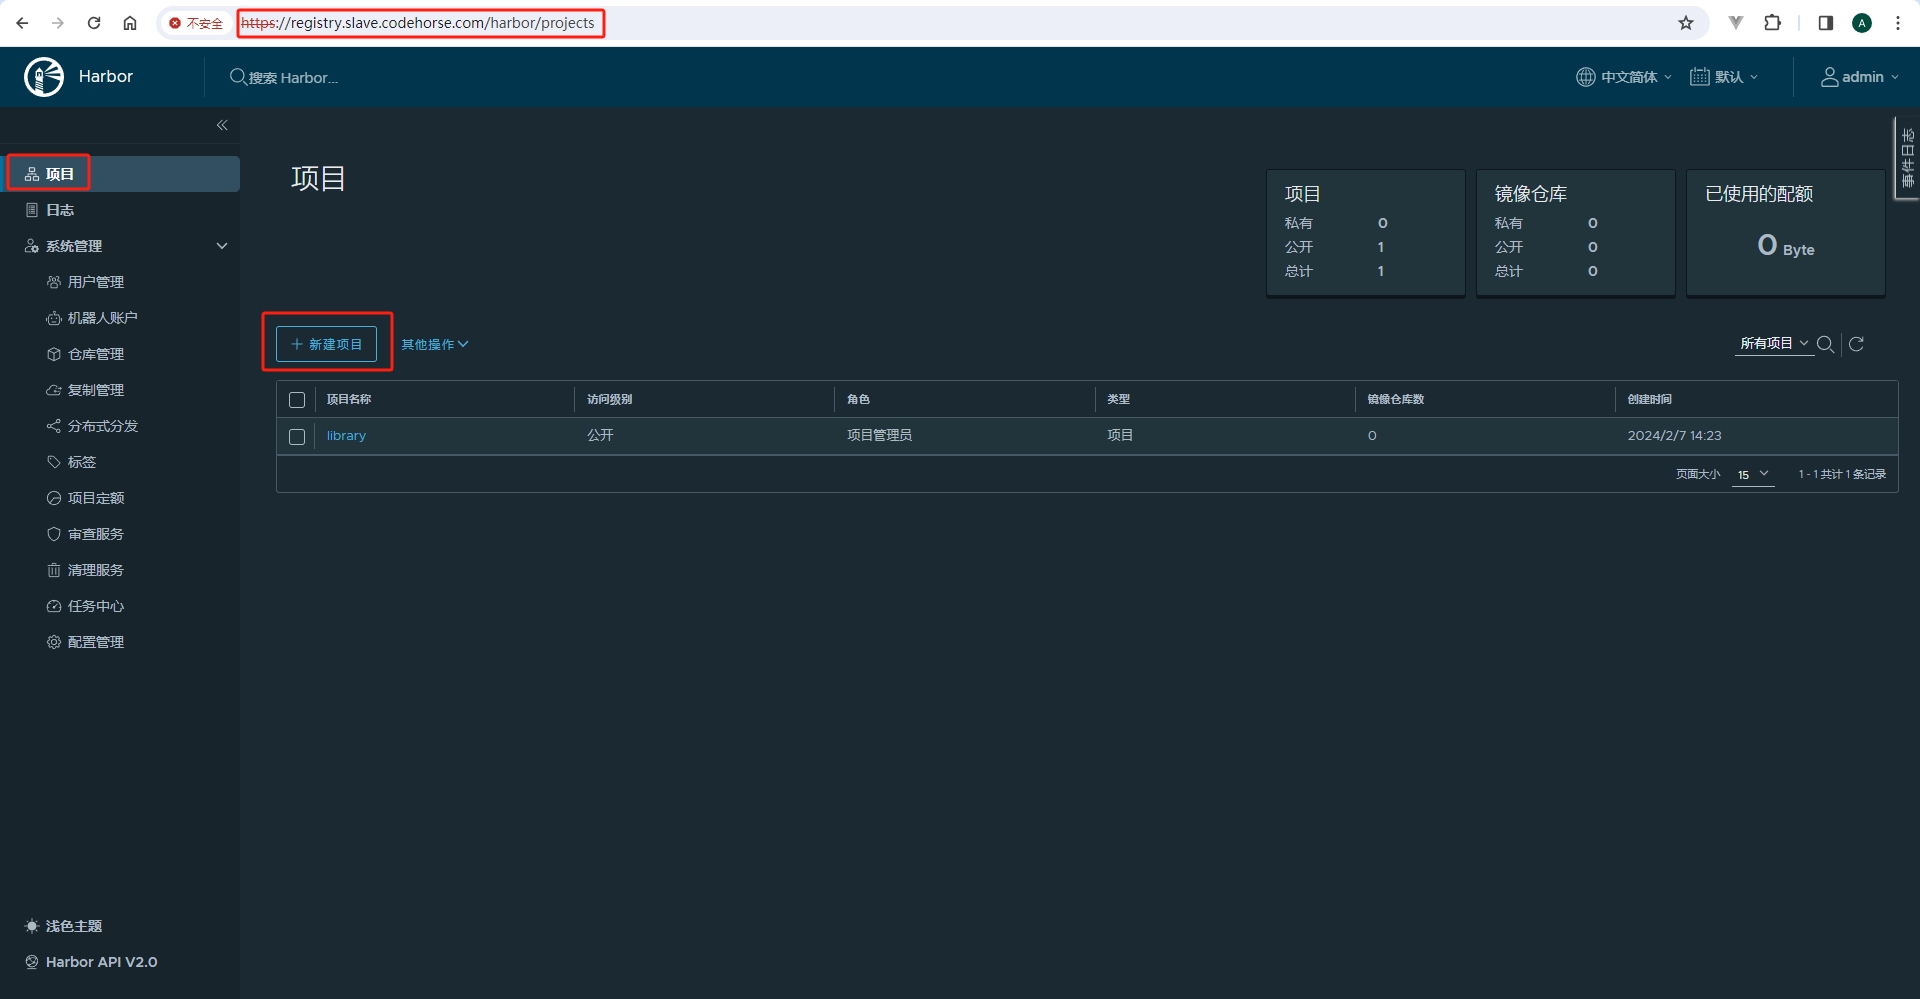 不安全
https://registry.slave.codehorse.com/harbor/projects
A
Harbor
搜索 Harbor...
中文简体
默认
admin
项目
日志
系统管理
用户管理
机器人账户
仓库管理
复制管理
分布式分发
标签
项目定额
审查服务
清理服务
任务中心
配置管理
浅色主题
Harbor API V2.0
项目
项目
私有 0
公开 1
总计 1
镜像仓库
私有 0
公开 0
总计 0
已使用的配额
0 Byte
事件日志
新建项目
其他操作
所有项目
项目名称 访问级别 角色 类型 镜像仓库数 创建时间
library 公开 项目管理员 项目 0 2024/2/7 14:23
页面大小 15 1 - 1 共计 1 条记录